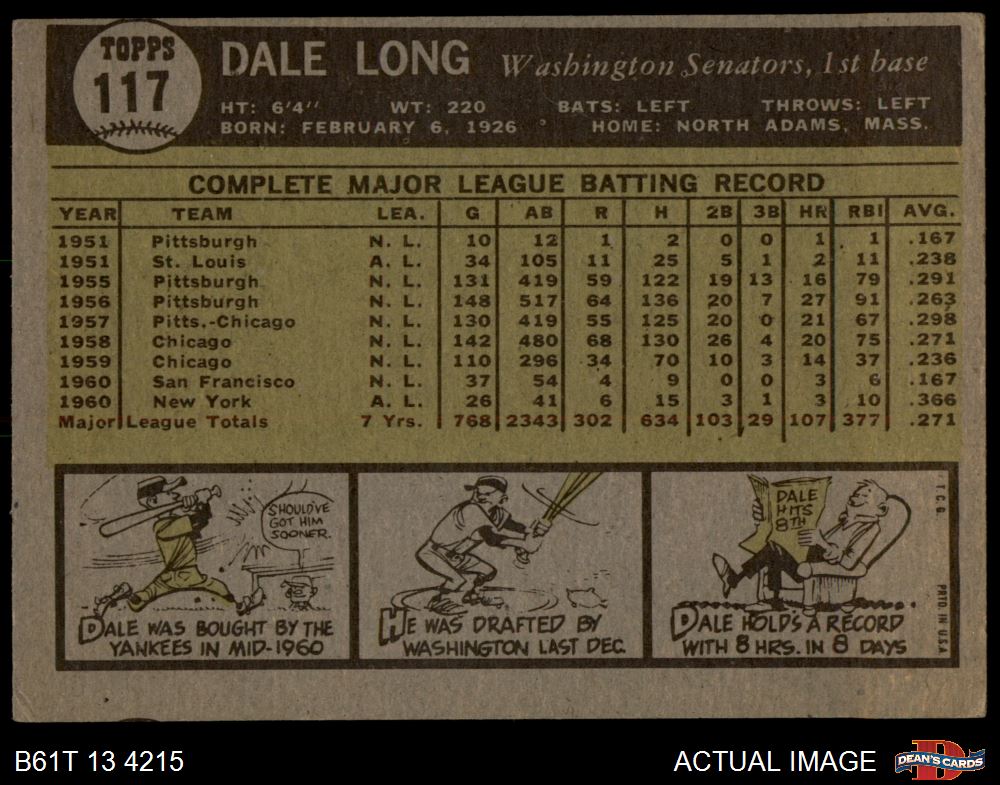 TOPPS
117
DALE LONG Washington Senators, 1st base
HT: 6'4" WT: 220 BATS: LEFT THROWS: LEFT
BORN: FEBRUARY 6, 1926 HOME: NORTH ADAMS, MASS.
COMPLETE MAJOR LEAGUE BATTING RECORD
YEAR TEAM LEA. G AB R H 2B 3B HR RBI AVG.
1951 Pittsburgh N. L. 10 12 1 2 0 0 1 1 .167
1951 St. Louis A. L. 34 105 11 25 5 1 2 11 .238
1955 Pittsburgh N. L. 131 419 59 122 19 13 16 79 .291
1956 Pittsburgh N. L. 148 517 64 136 20 7 27 91 .263
1957 Pitts.-Chicago N. L. 130 419 55 125 20 0 21 67 .298
1958 Chicago N. L. 142 480 68 130 26 4 20 75 .271
1959 Chicago N. L. 110 296 34 70 10 3 14 37 .236
1960 San Francisco N. L. 37 54 4 9 0 0 3 6 .167
1960 New York A. L. 26 41 6 15 3 1 3 10 .366
Major League Totals 7 Yrs. 768 2343 302 634 103 29 107 377 .271
SHOULD'VE
GOT HIM
SOONER.
DALE WAS BOUGHT BY THE
YANKEES IN MID-1960
HE WAS DRAFTED BY
WASHINGTON LAST DEC.
DALE
HITS
8TH
DALE HOLDS A RECORD
WITH 8 HRS. IN 8 DAYS
T. C. G.
PRTD. IN U.S.A.
B61T 13 4215
ACTUAL IMAGE
D
DEAN'S CARDS